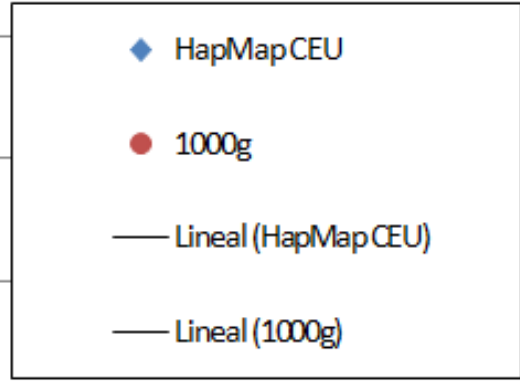 HapMap CEU
1000g
Lineal (HapMap CEU)
Lineal (1000g)